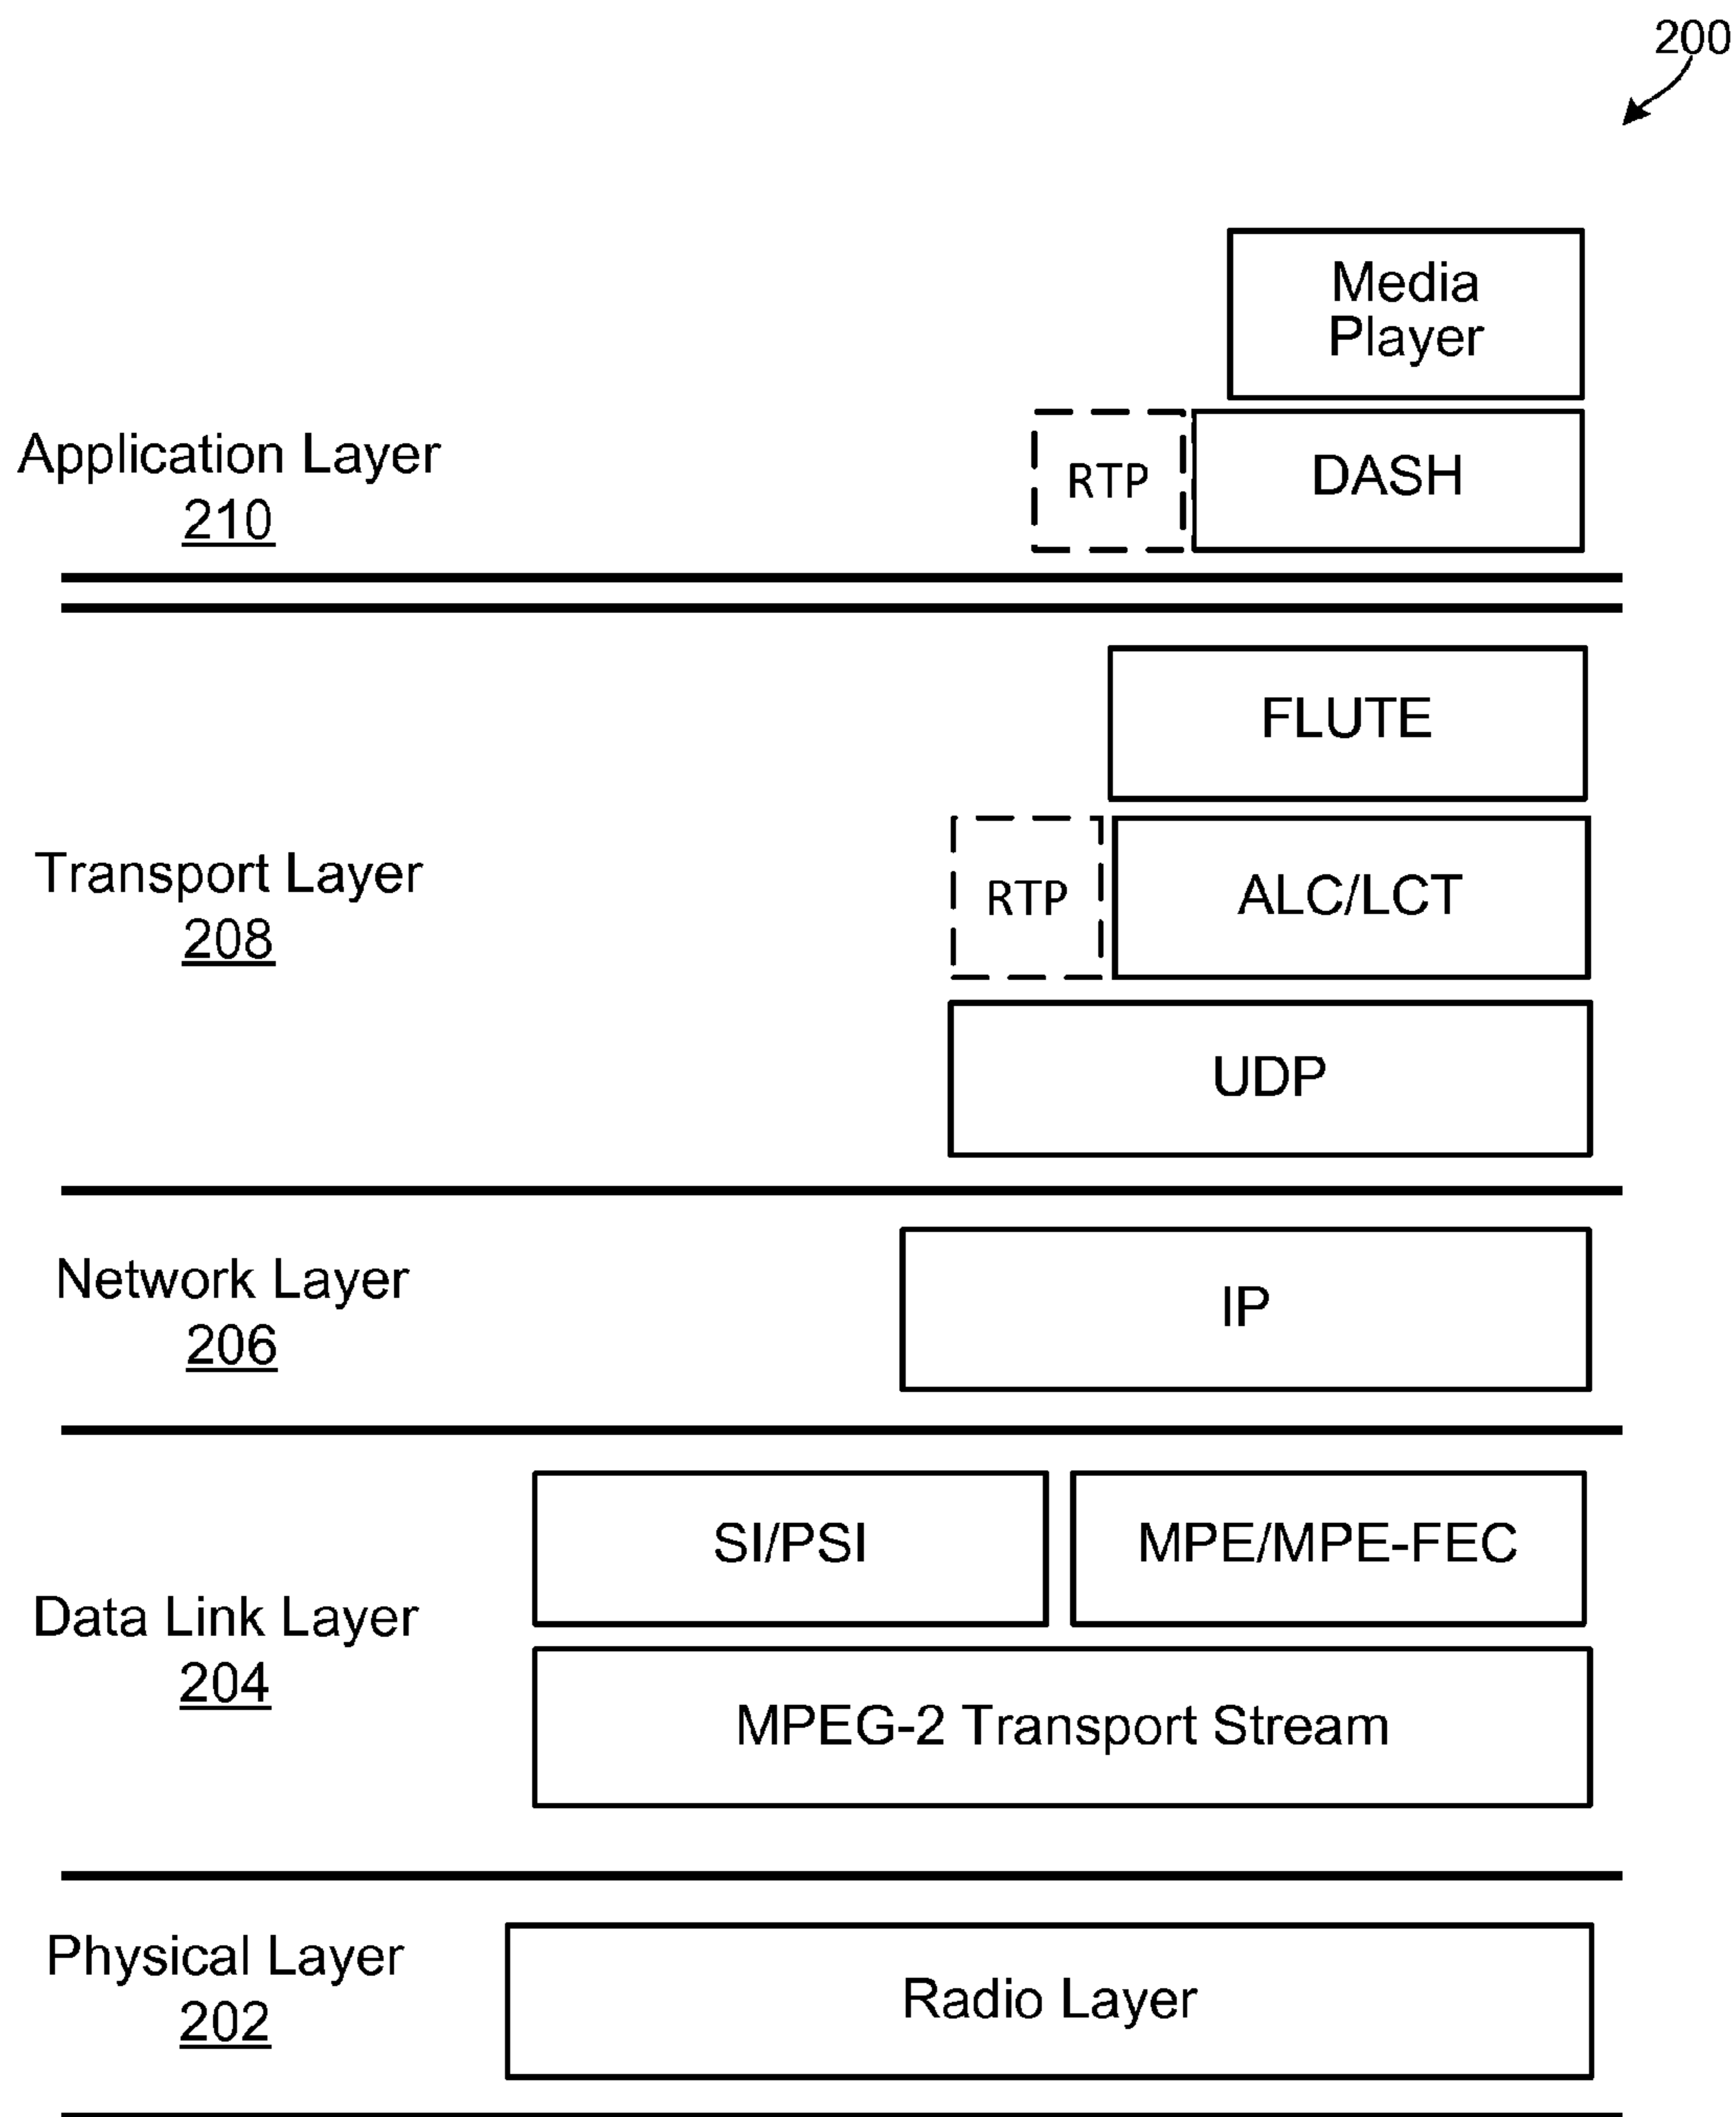 200
Media
Player
Application Layer
210
RTP
DASH
FLUTE
Transport Layer
208
RTP
ALC/LCT
UDP
Network Layer
206
IP
SI/PSI
MPE/MPE-FEC
Data Link Layer
204
MPEG-2 Transport Stream
Physical Layer
202
Radio Layer